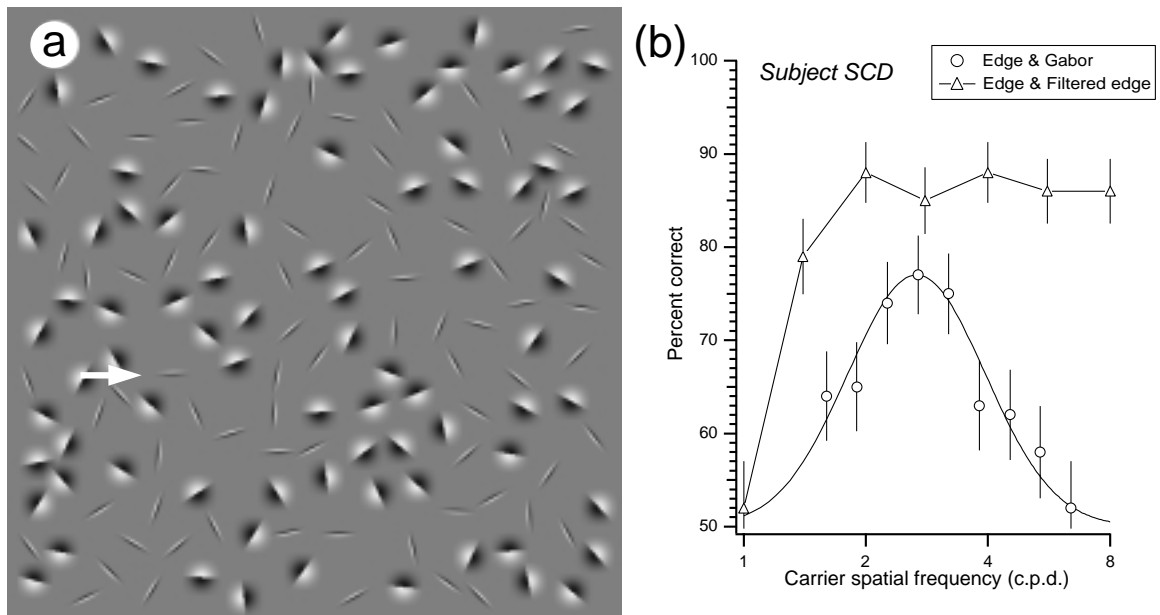 a
(b)
Subject SCD
Edge & Gabor
Edge & Filtered edge
Percent correct
100
90
80
70
60
50
1 2 4 8
Carrier spatial frequency (c.p.d.)